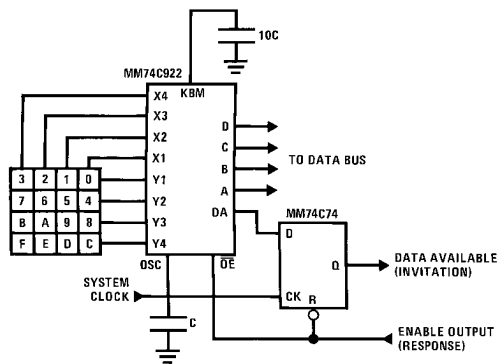 10C
MM74C922
KBM
X4
X3
X2
X1
Y1
Y2
Y3
Y4
D
C
B
A
DA
OSC
OE
TO DATA BUS
3 2 1 0
7 6 5 4
B A 9 8
F E D C
MM74C74
D
Q
CK
R
DATA AVAILABLE
(INVITATION)
SYSTEM
CLOCK
C
ENABLE OUTPUT
(RESPONSE)